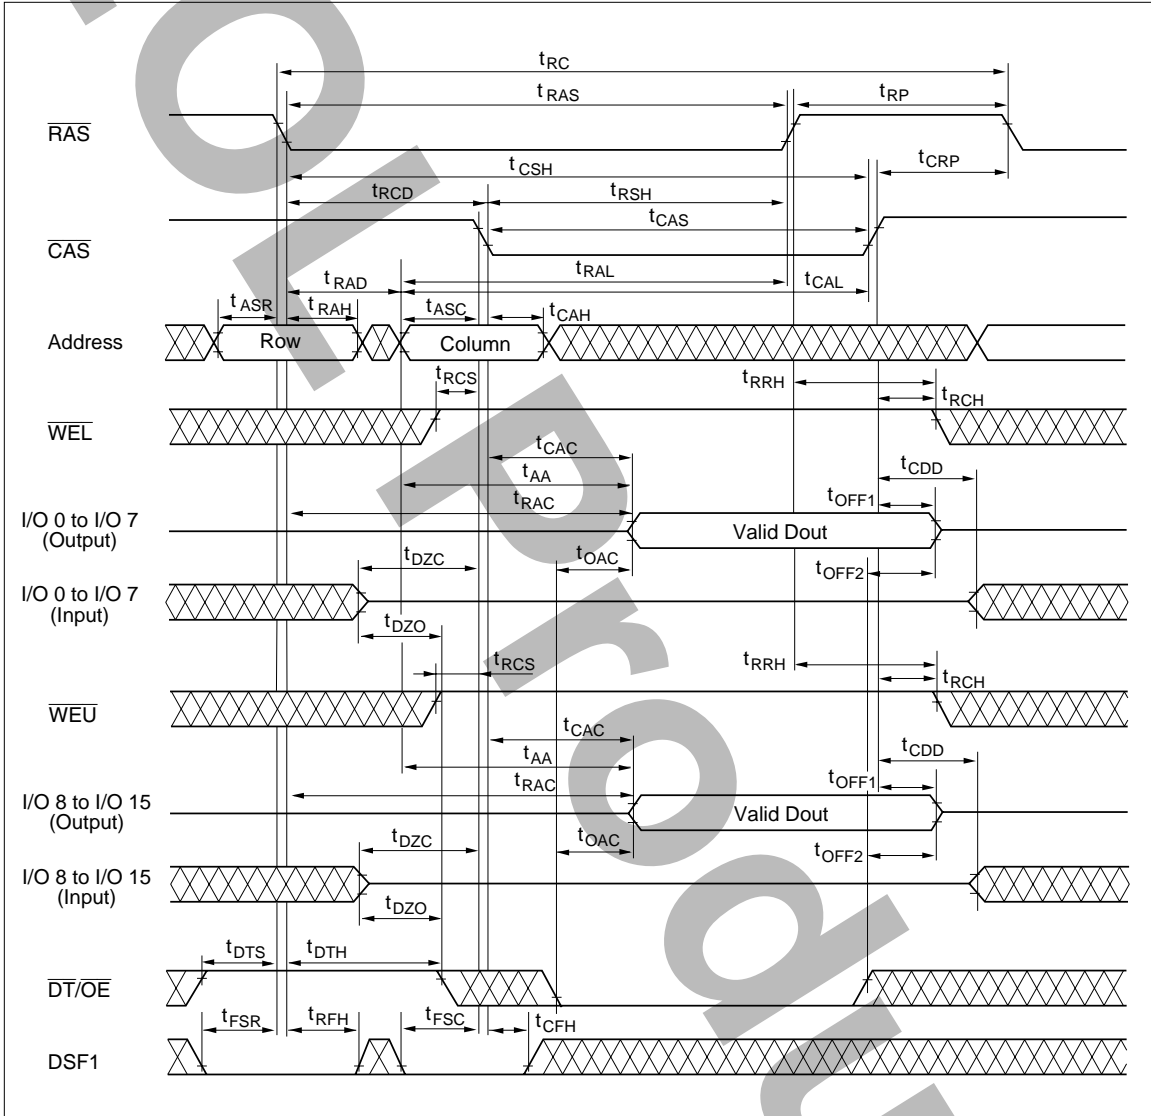 tRC
tRAS tRP
RAS
tCSH tCRP
tRCD tRSH
tCAS
CAS
tRAL
tRAD tCAL
tASR tRAH tASC tCAH
Address Row Column
tRCS tRRH
tRCH
WEL
tCAC
tAA tCDD
tRAC tOFF1
I/O 0 to I/O 7
(Output) Valid Dout
tDZC tOAC tOFF2
I/O 0 to I/O 7
(Input)
tDZO
tRCS tRRH
tRCH
WEU
tCAC
tAA tCDD
tRAC tOFF1
I/O 8 to I/O 15
(Output) Valid Dout
tDZC tOAC tOFF2
I/O 8 to I/O 15
(Input)
tDZO
tDTS tDTH
DT/OE
tFSR tRFH tFSC tCFH
DSF1
OL Produ